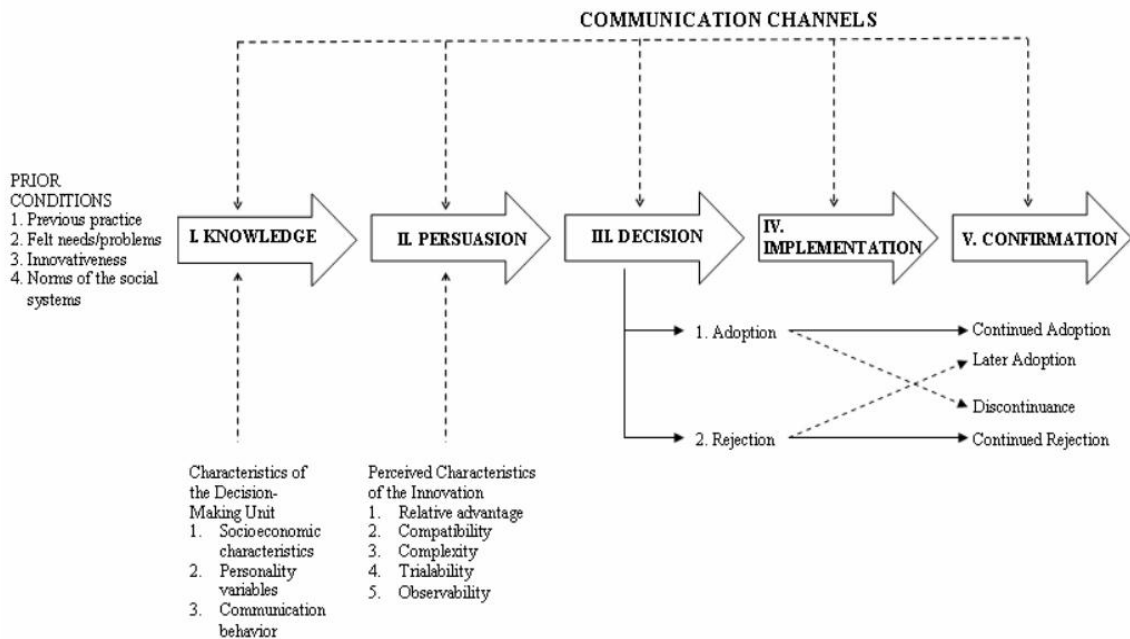 COMMUNICATION CHANNELS
PRIOR
CONDITIONS
1. Previous practice
2. Felt needs/problems
3. Innovativeness
4. Norms of the social
systems
I. KNOWLEDGE
II. PERSUASION
III. DECISION
IV.
IMPLEMENTATION
V. CONFIRMATION
1. Adoption
2. Rejection
Continued Adoption
Later Adoption
Discontinuance
Continued Rejection
Characteristics of
the Decision-
Making Unit
1. Socioeconomic
characteristics
2. Personality
variables
3. Communication
behavior
Perceived Characteristics
of the Innovation
1. Relative advantage
2. Compatibility
3. Complexity
4. Trialability
5. Observability